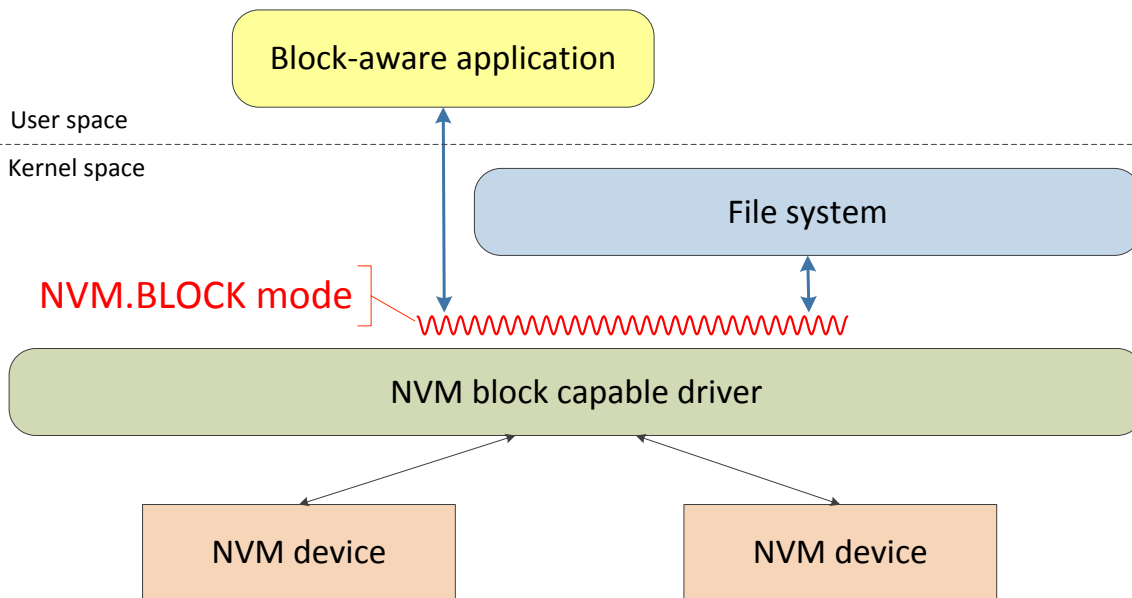 Block-aware application
User space
Kernel space
File system
NVM.BLOCK mode
NVM block capable driver
NVM device
NVM device